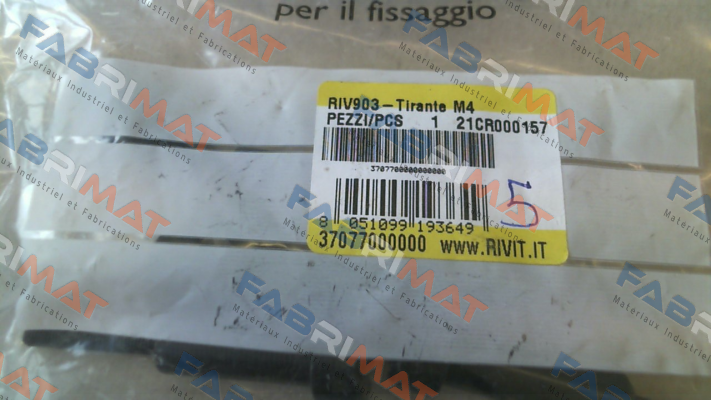 per il fissaggio
RIV903-Tirante M4
PEZZI/PCS 1 21CR000157
3707700000000000
8 051099 193649
37077000000 WWW.RIVIT.IT
5
FABRIMAT
Materiaux Industriel et Fabrications